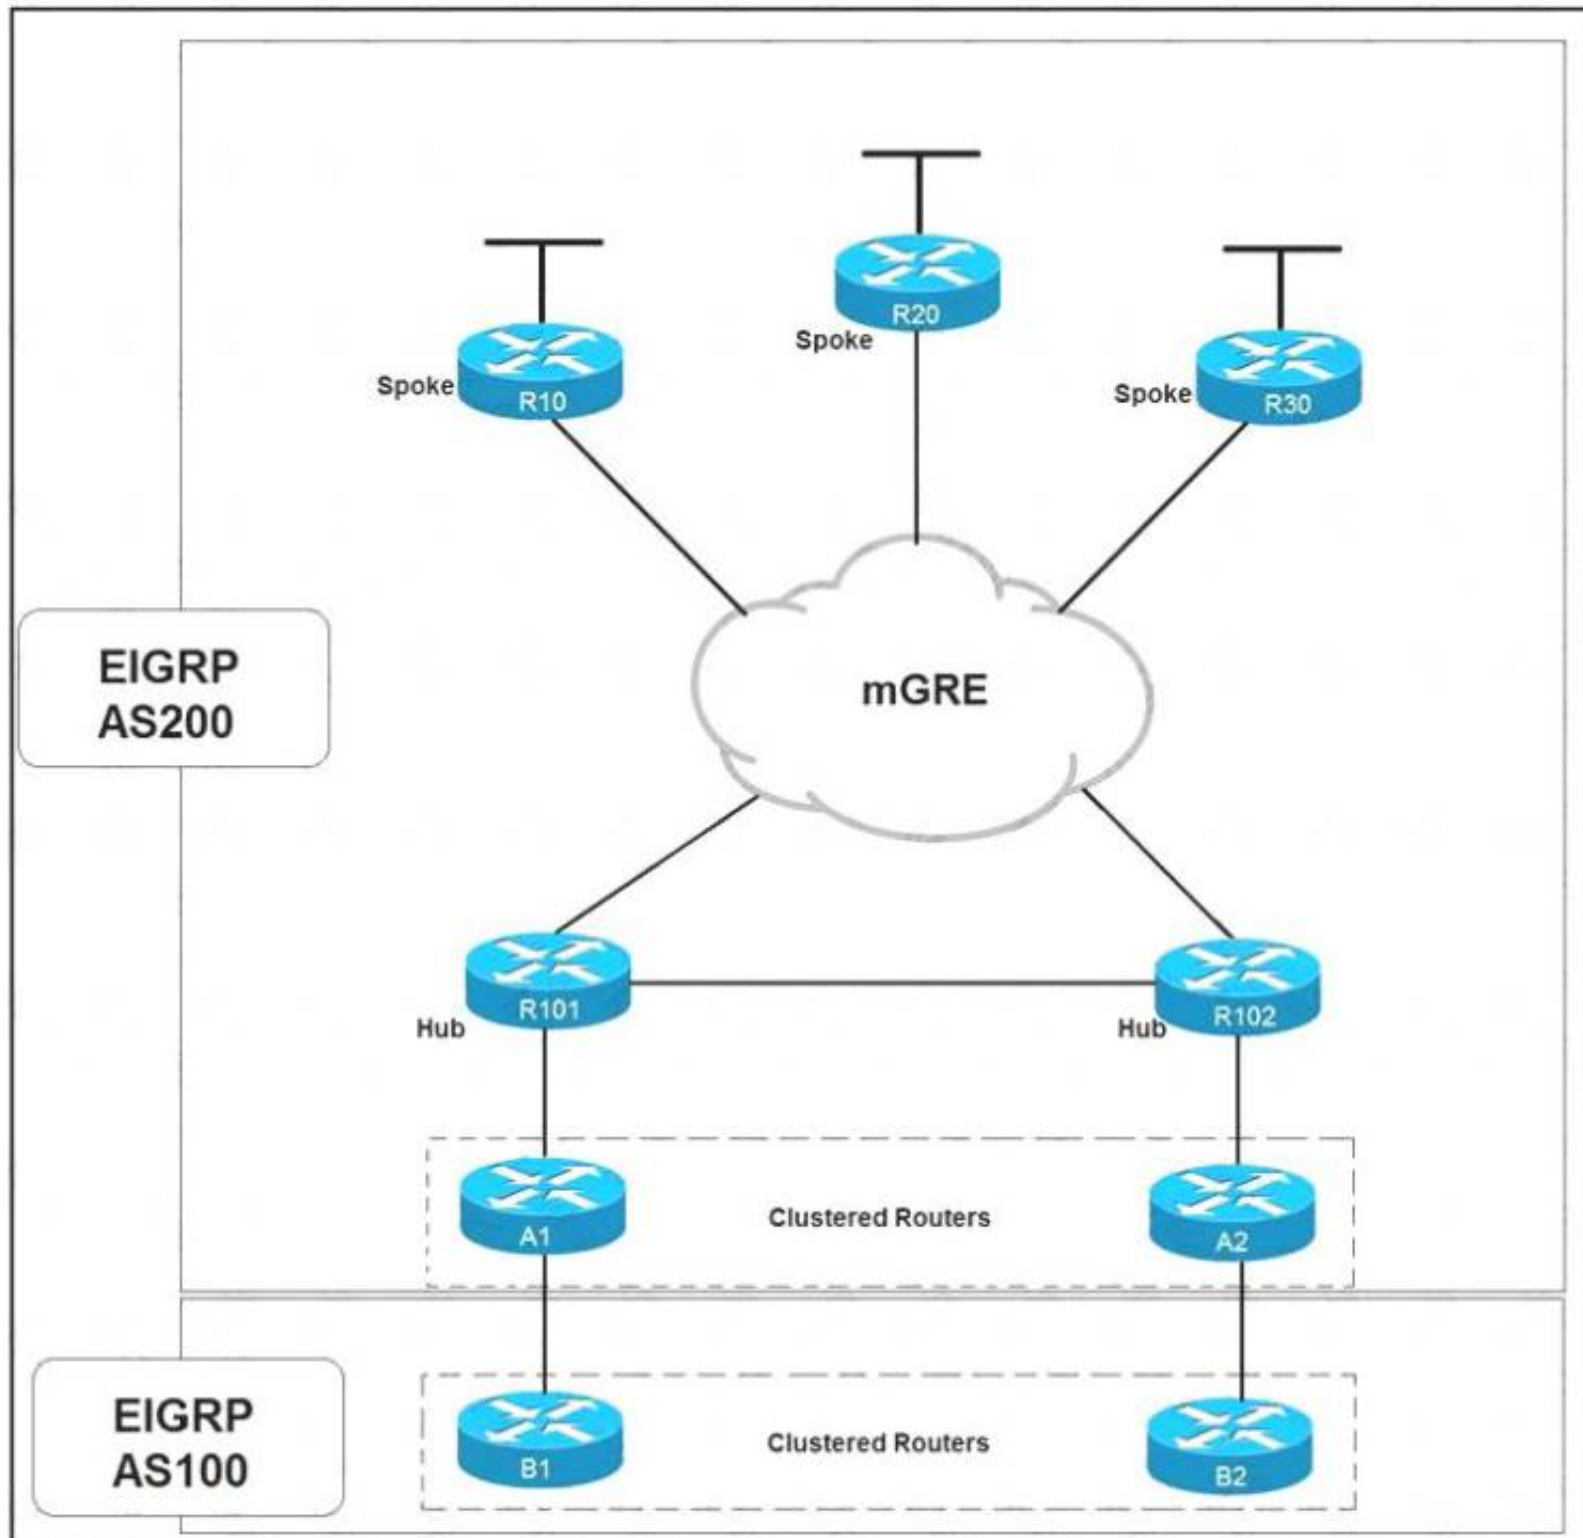 R20
Spoke
Spoke
R10
Spoke
R30
EIGRP
AS200
mGRE
R101
Hub
R102
Hub
A1
Clustered Routers
A2
EIGRP
AS100
B1
Clustered Routers
B2